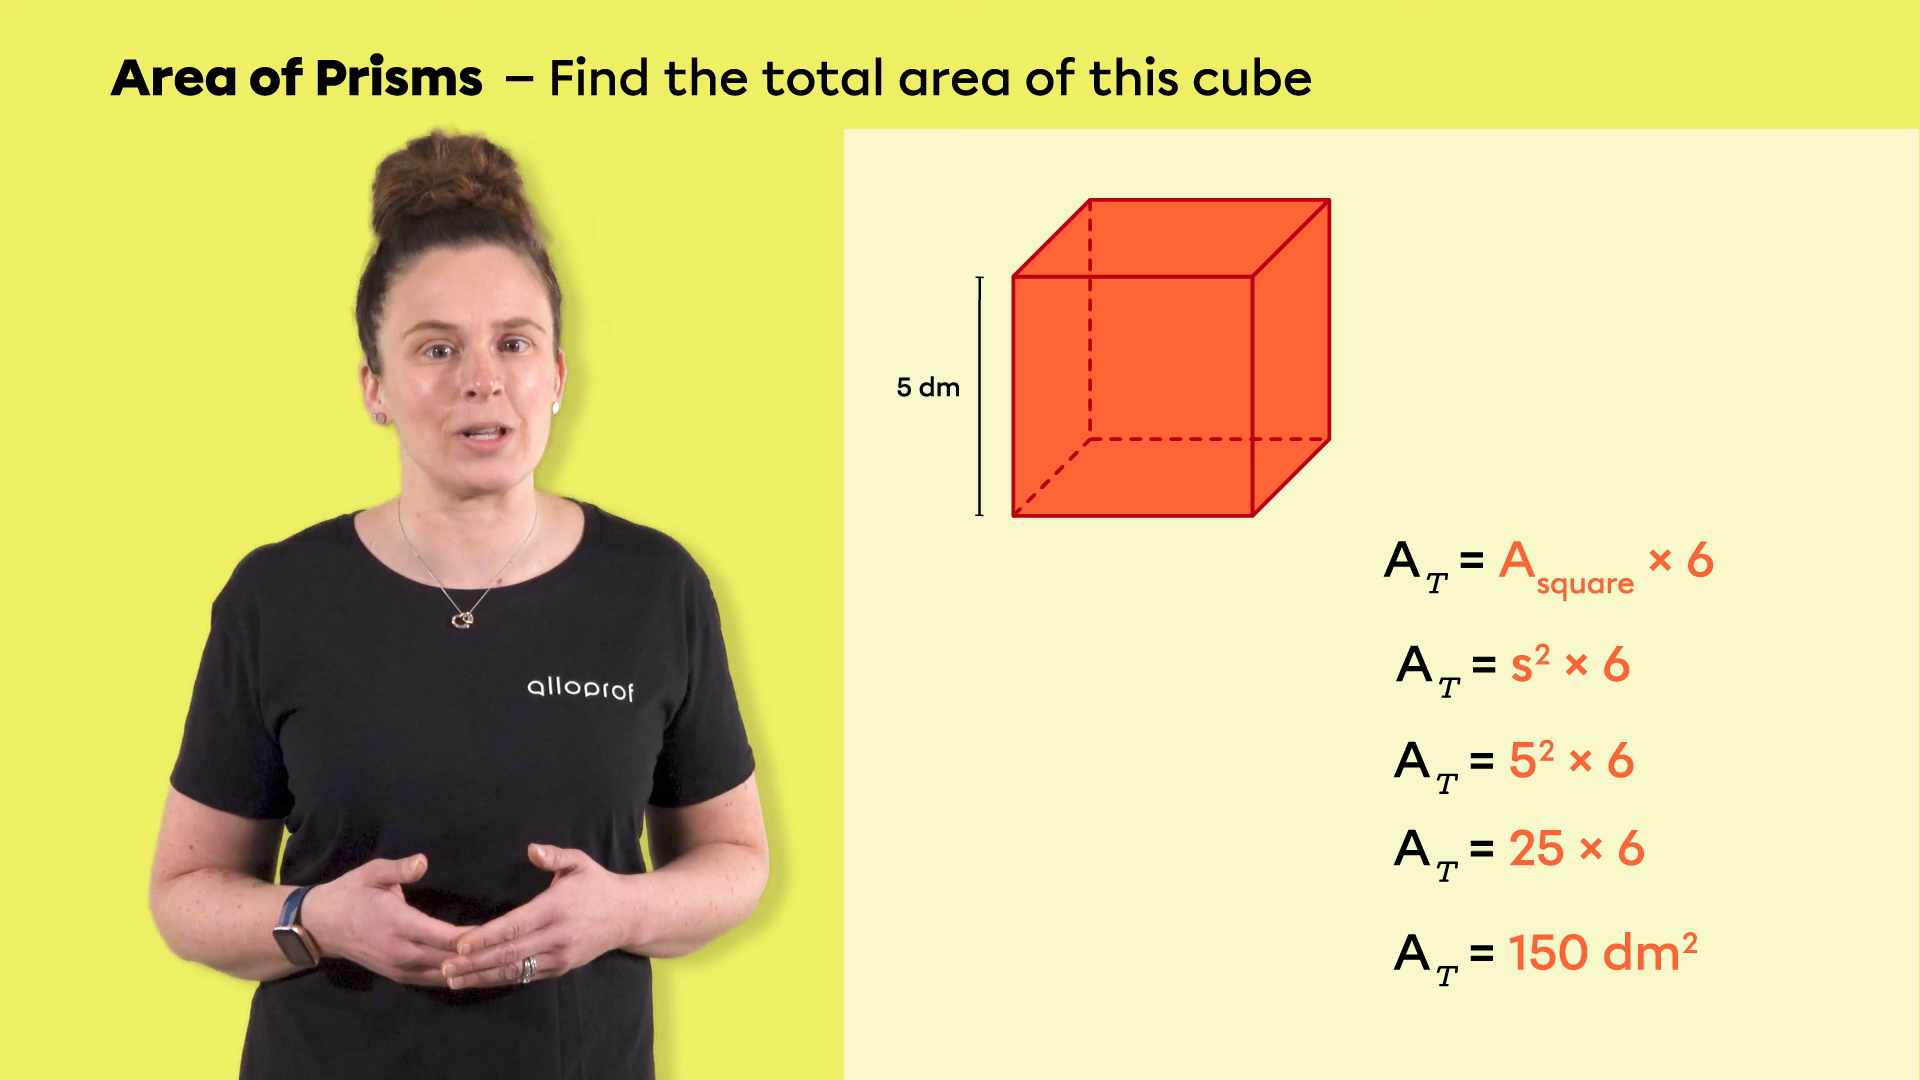 Area of Prisms – Find the total area of this cube
5 dm
A_T = A_square × 6
A_T = s² × 6
A_T = 5² × 6
A_T = 25 × 6
A_T = 150 dm²
alloprof